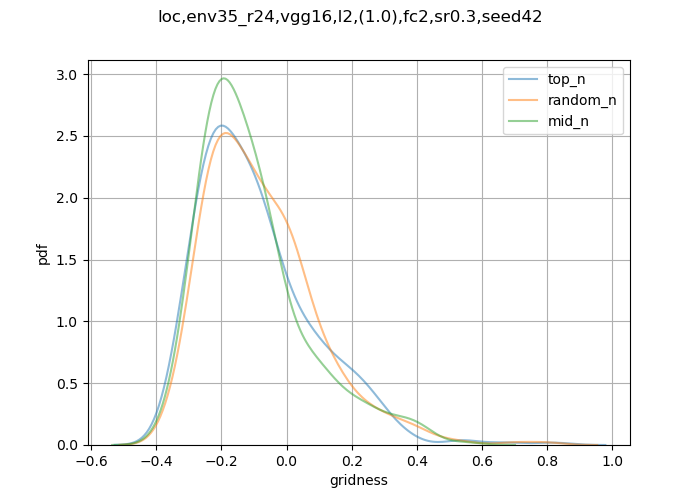 loc,env35_r24,vgg16,l2,(1.0),fc2,sr0.3,seed42
top_n
random_n
mid_n
3.0
2.5
2.0
1.5
1.0
0.5
0.0
pdf
−0.6 −0.4 −0.2 0.0 0.2 0.4 0.6 0.8 1.0
gridness